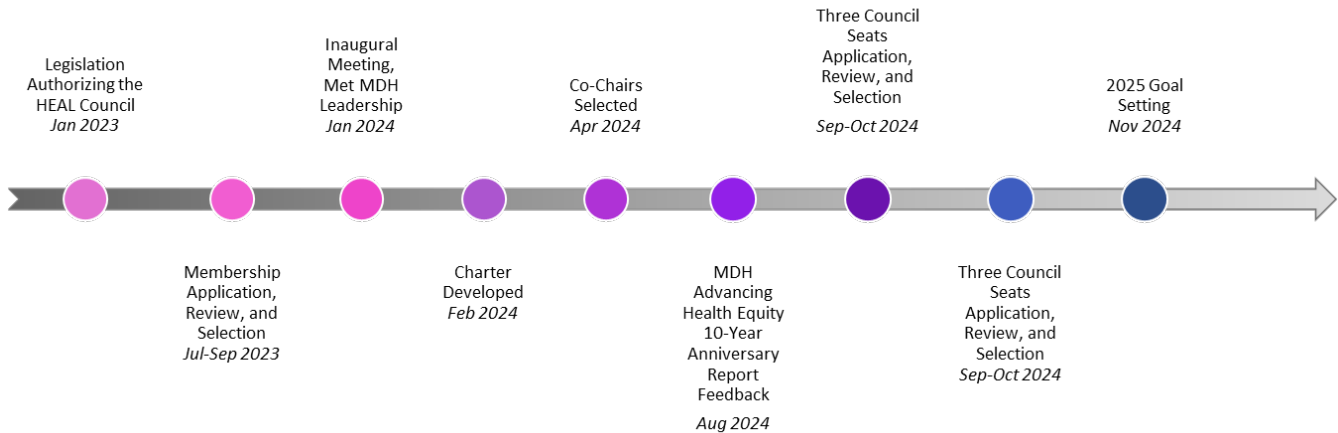 Legislation
Authorizing the
HEAL Council
Jan 2023
Membership
Application,
Review, and
Selection
Jul-Sep 2023
Inaugural
Meeting,
Met MDH
Leadership
Jan 2024
Charter
Developed
Feb 2024
Co-Chairs
Selected
Apr 2024
MDH
Advancing
Health Equity
10-Year
Anniversary
Report
Feedback
Aug 2024
Three Council
Seats
Application,
Review, and
Selection
Sep-Oct 2024
Three Council
Seats
Application,
Review, and
Selection
Sep-Oct 2024
2025 Goal
Setting
Nov 2024